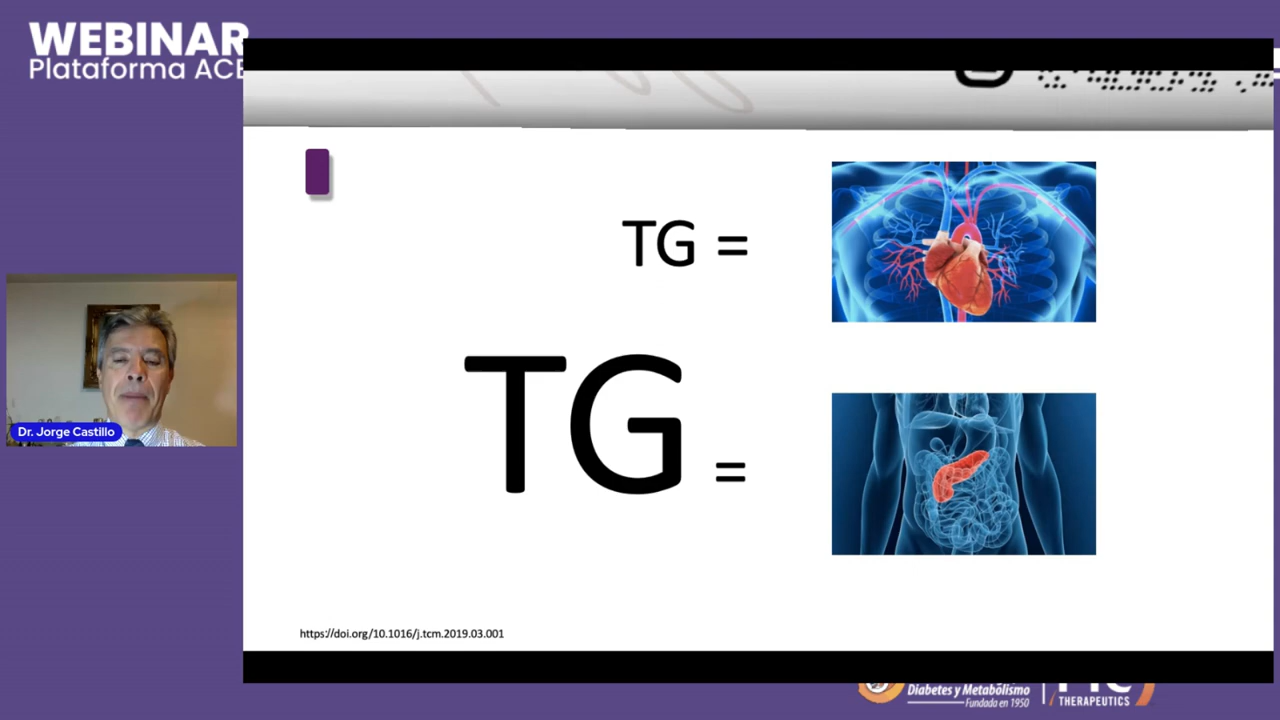 WEBINAR
Plataforma ACE
TG =
TG =
Dr. Jorge Castillo
https://doi.org/10.1016/j.tcm.2019.03.001
Diabetes y Metabolismo
Fundada en 1950
THERAPEUTICS